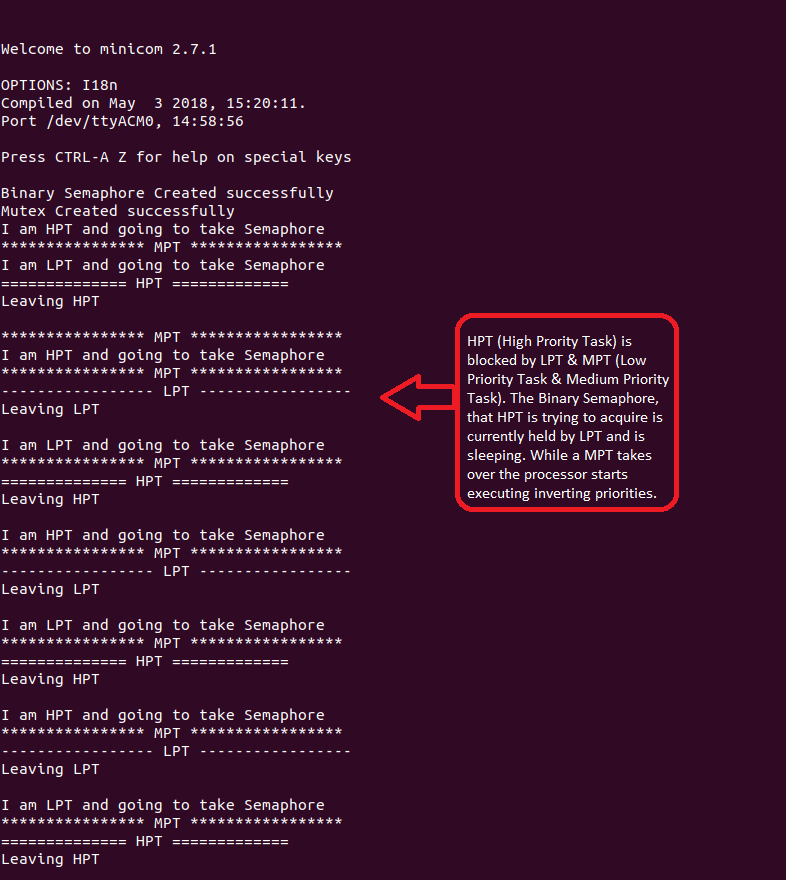 Welcome to minicom 2.7.1
OPTIONS: I18n
Compiled on May  3 2018, 15:20:11.
Port /dev/ttyACM0, 14:58:56
Press CTRL-A Z for help on special keys
Binary Semaphore Created successfully
Mutex Created successfully
I am HPT and going to take Semaphore
**************** MPT *****************
I am LPT and going to take Semaphore
============== HPT =============
Leaving HPT
**************** MPT *****************
I am HPT and going to take Semaphore
**************** MPT *****************
----------------- LPT -----------------
Leaving LPT
I am LPT and going to take Semaphore
**************** MPT *****************
============== HPT =============
Leaving HPT
I am HPT and going to take Semaphore
**************** MPT *****************
----------------- LPT -----------------
Leaving LPT
I am LPT and going to take Semaphore
**************** MPT *****************
============== HPT =============
Leaving HPT
I am HPT and going to take Semaphore
**************** MPT *****************
----------------- LPT -----------------
Leaving LPT
I am LPT and going to take Semaphore
**************** MPT *****************
============== HPT =============
Leaving HPT
HPT (High Prority Task) is
blocked by LPT & MPT (Low
Priority Task & Medium Priority
Task). The Binary Semaphore,
that HPT is trying to acquire is
currently held by LPT and is
sleeping. While a MPT takes
over the processor starts
executing inverting priorities.